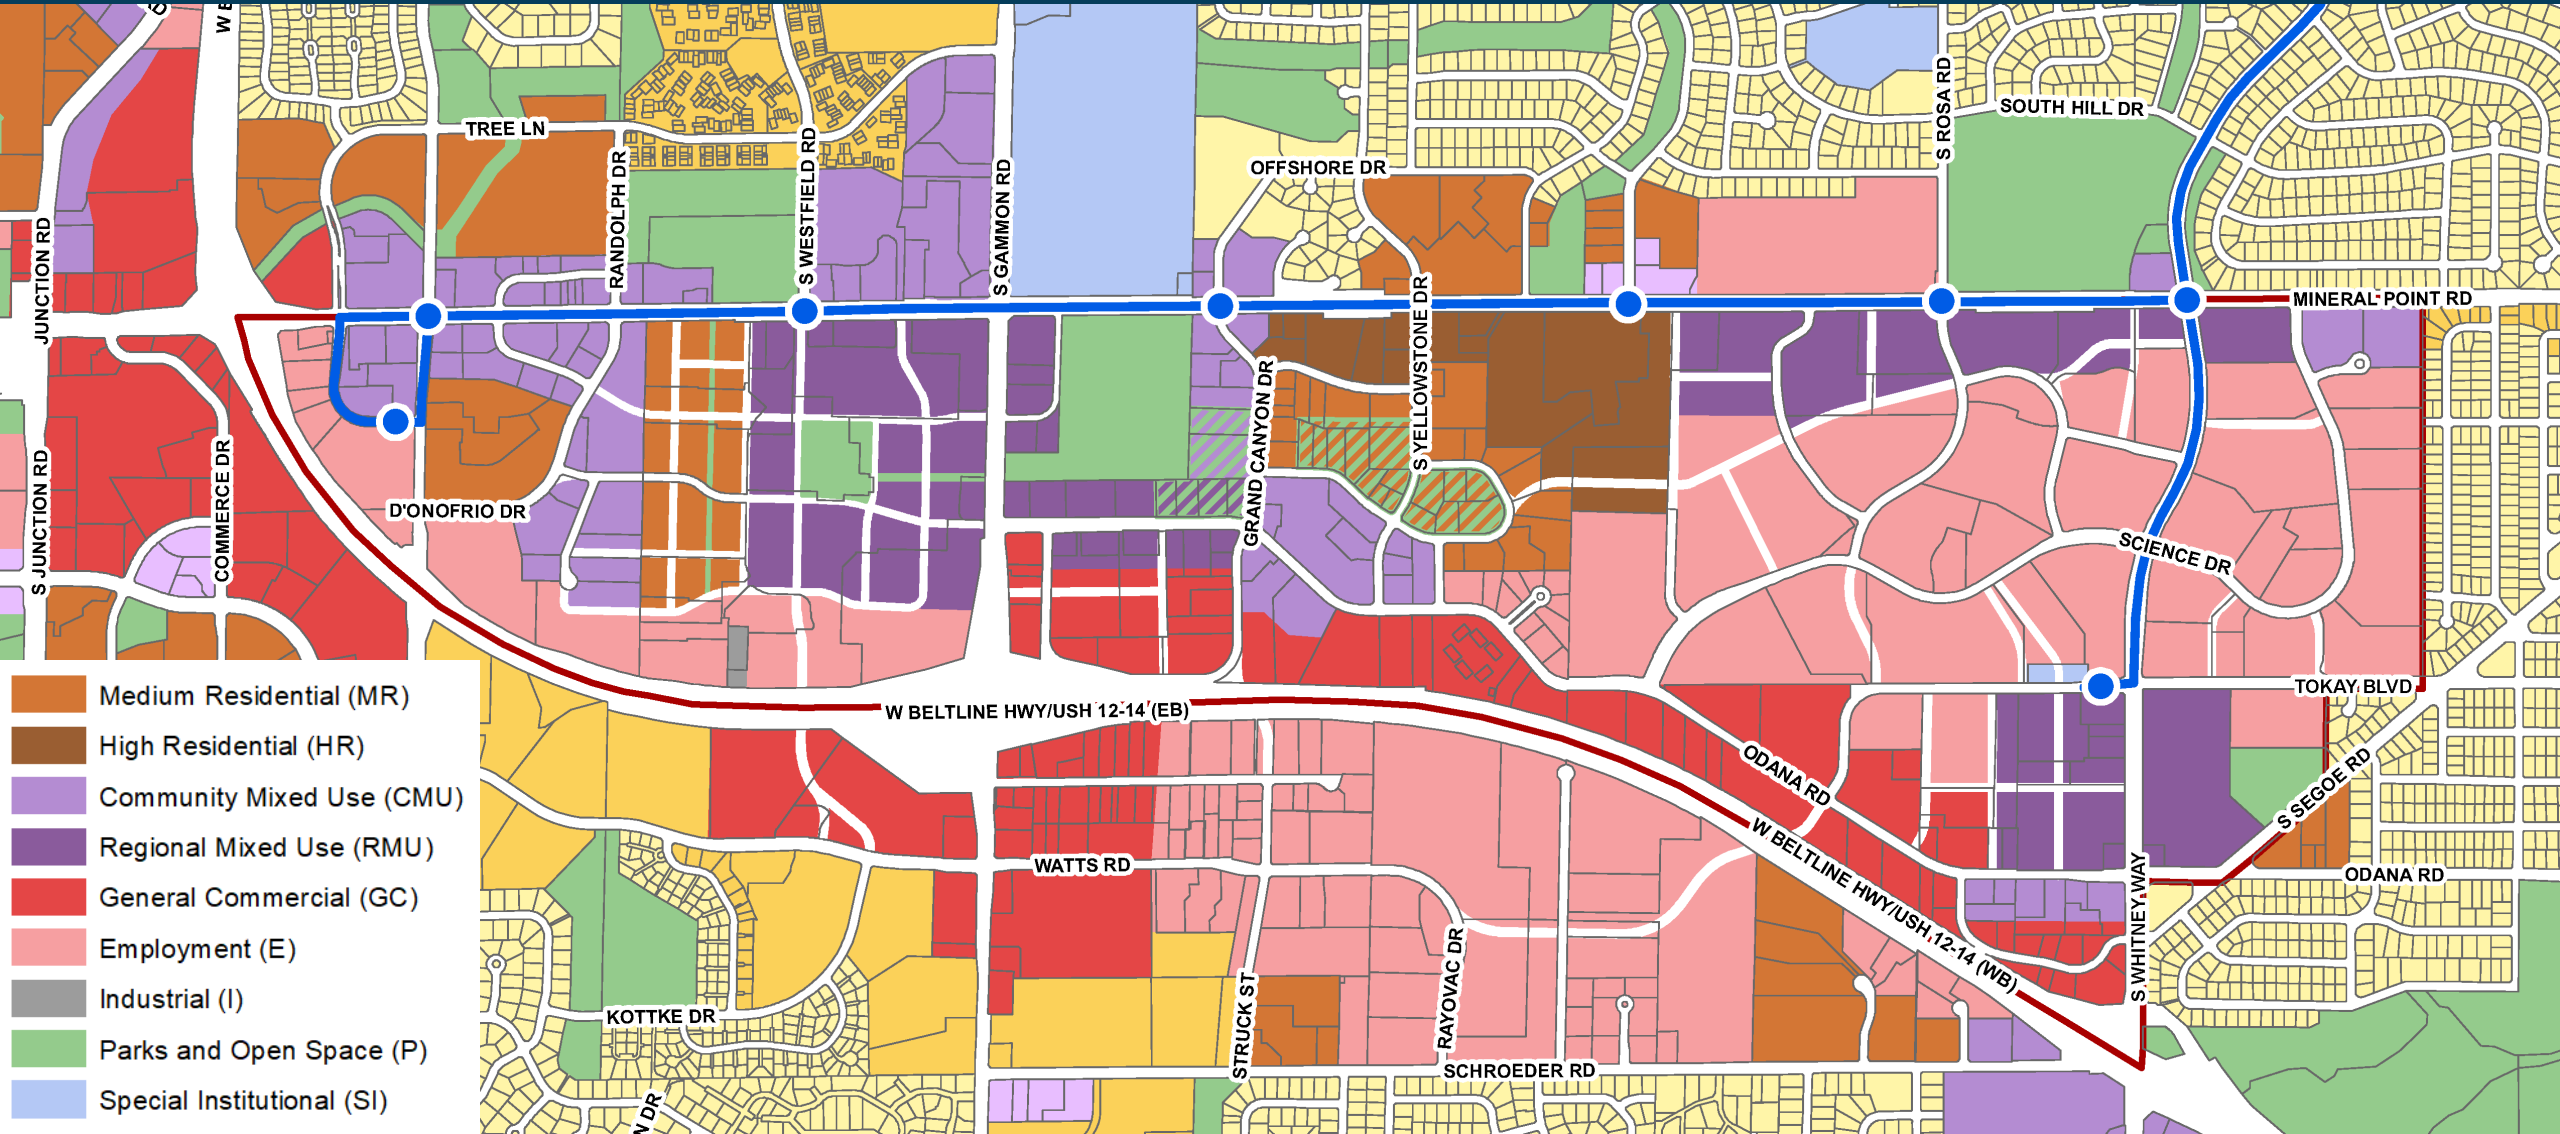 W B
TREE LN
RANDOLPH DR
S WESTFIELD RD
S GAMMON RD
OFFSHORE DR
S ROSA RD
SOUTH HILL DR
JUNCTION RD
MINERAL POINT RD
S YELLOWSTONE DR
GRAND CANYON DR
COMMERCE DR
S JUNCTION RD
D'ONOFRIO DR
SCIENCE DR
TOKAY BLVD
W BELTLINE HWY/USH 12-14 (EB)
ODANA RD
S SEGOE RD
W BELTLINE HWY/USH 12-14 (WB)
WATTS RD
ODANA RD
S WHITNEY WAY
RAYOVAC DR
STRUCK ST
KOTTKE DR
SCHROEDER RD
N DR
Medium Residential (MR)
High Residential (HR)
Community Mixed Use (CMU)
Regional Mixed Use (RMU)
General Commercial (GC)
Employment (E)
Industrial (I)
Parks and Open Space (P)
Special Institutional (SI)